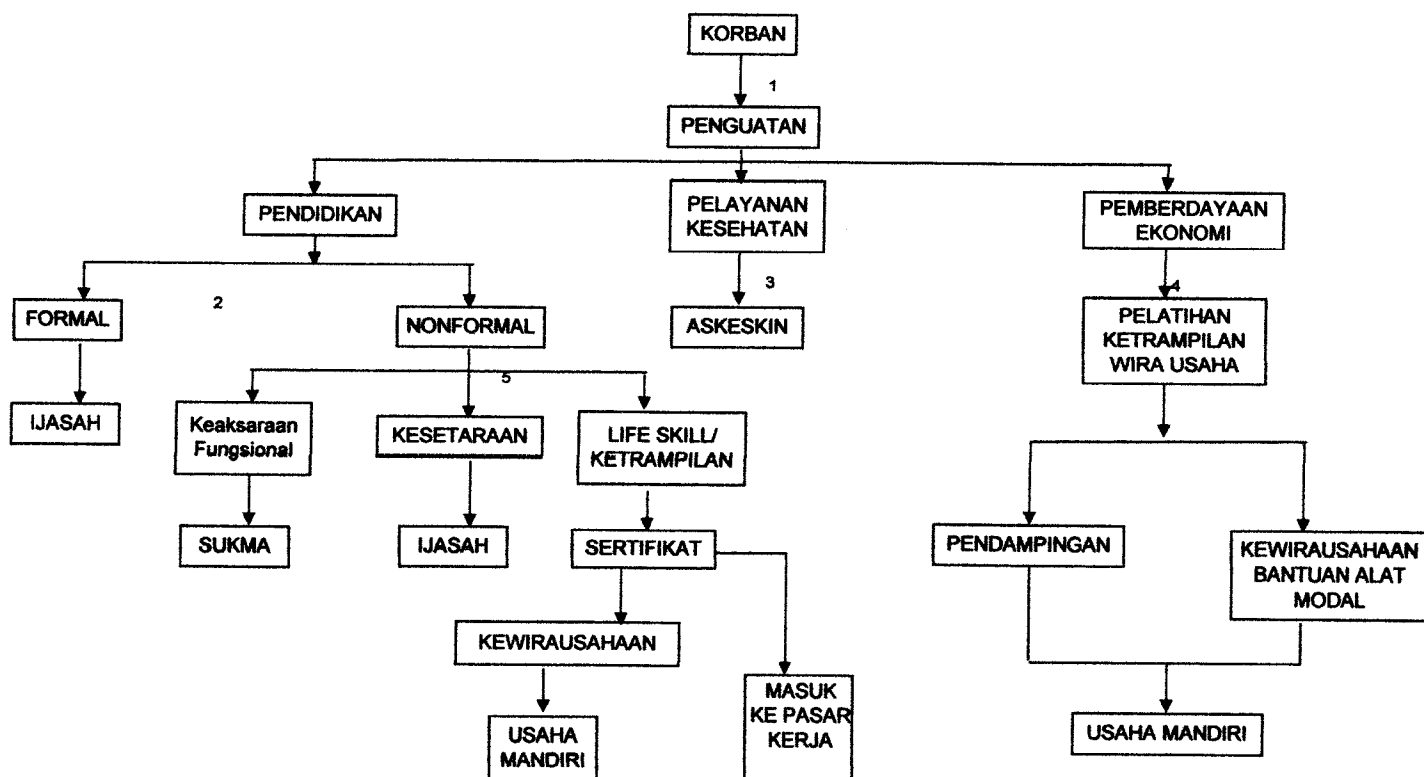 KORBAN
1
PENGUATAN
PENDIDIKAN
PELAYANAN
KESEHATAN
PEMBERDAYAAN
EKONOMI
2
3
4
FORMAL
NONFORMAL
ASKESKIN
PELATIHAN
KETRAMPILAN
WIRA USAHA
5
IJASAH
Keaksaraan
Fungsional
KESETARAAN
LIFE SKILL/
KETRAMPILAN
SUKMA
IJASAH
SERTIFIKAT
PENDAMPINGAN
KEWIRAUSAHAAN
BANTUAN ALAT
MODAL
KEWIRAUSAHAAN
USAHA
MANDIRI
MASUK
KE PASAR
KERJA
USAHA MANDIRI